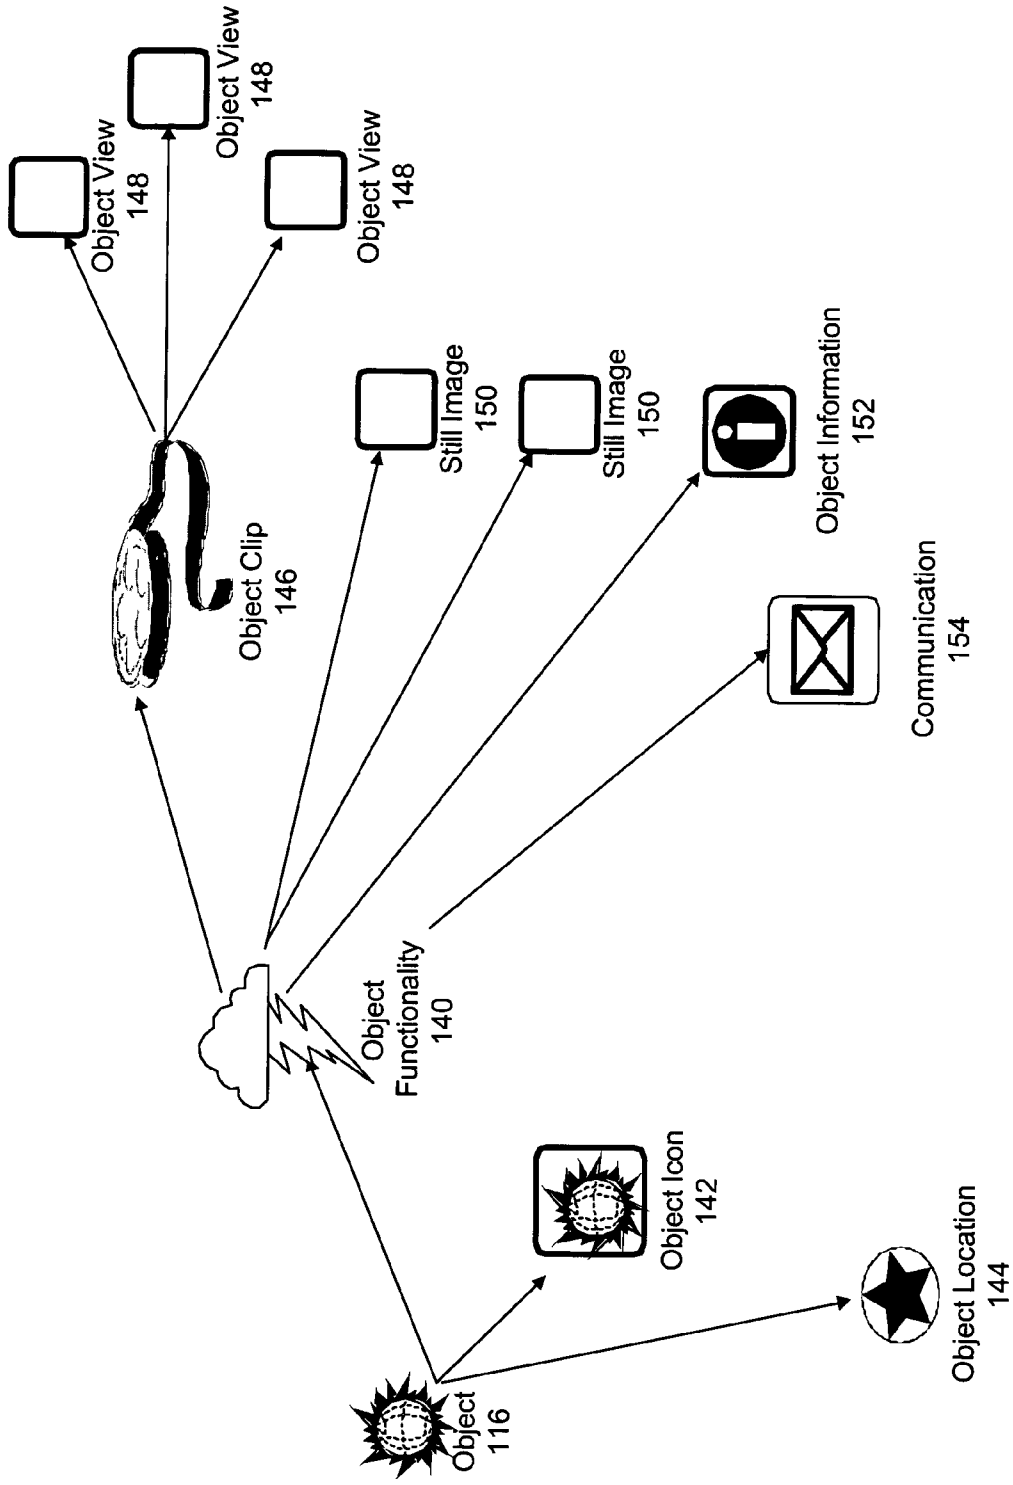 Object View
148
Object View
148
Object View
148
Object Clip
146
Still Image
150
Still Image
150
Object Information
152
Communication
154
Object
Functionality
140
Object Icon
142
Object Location
144
Object
116